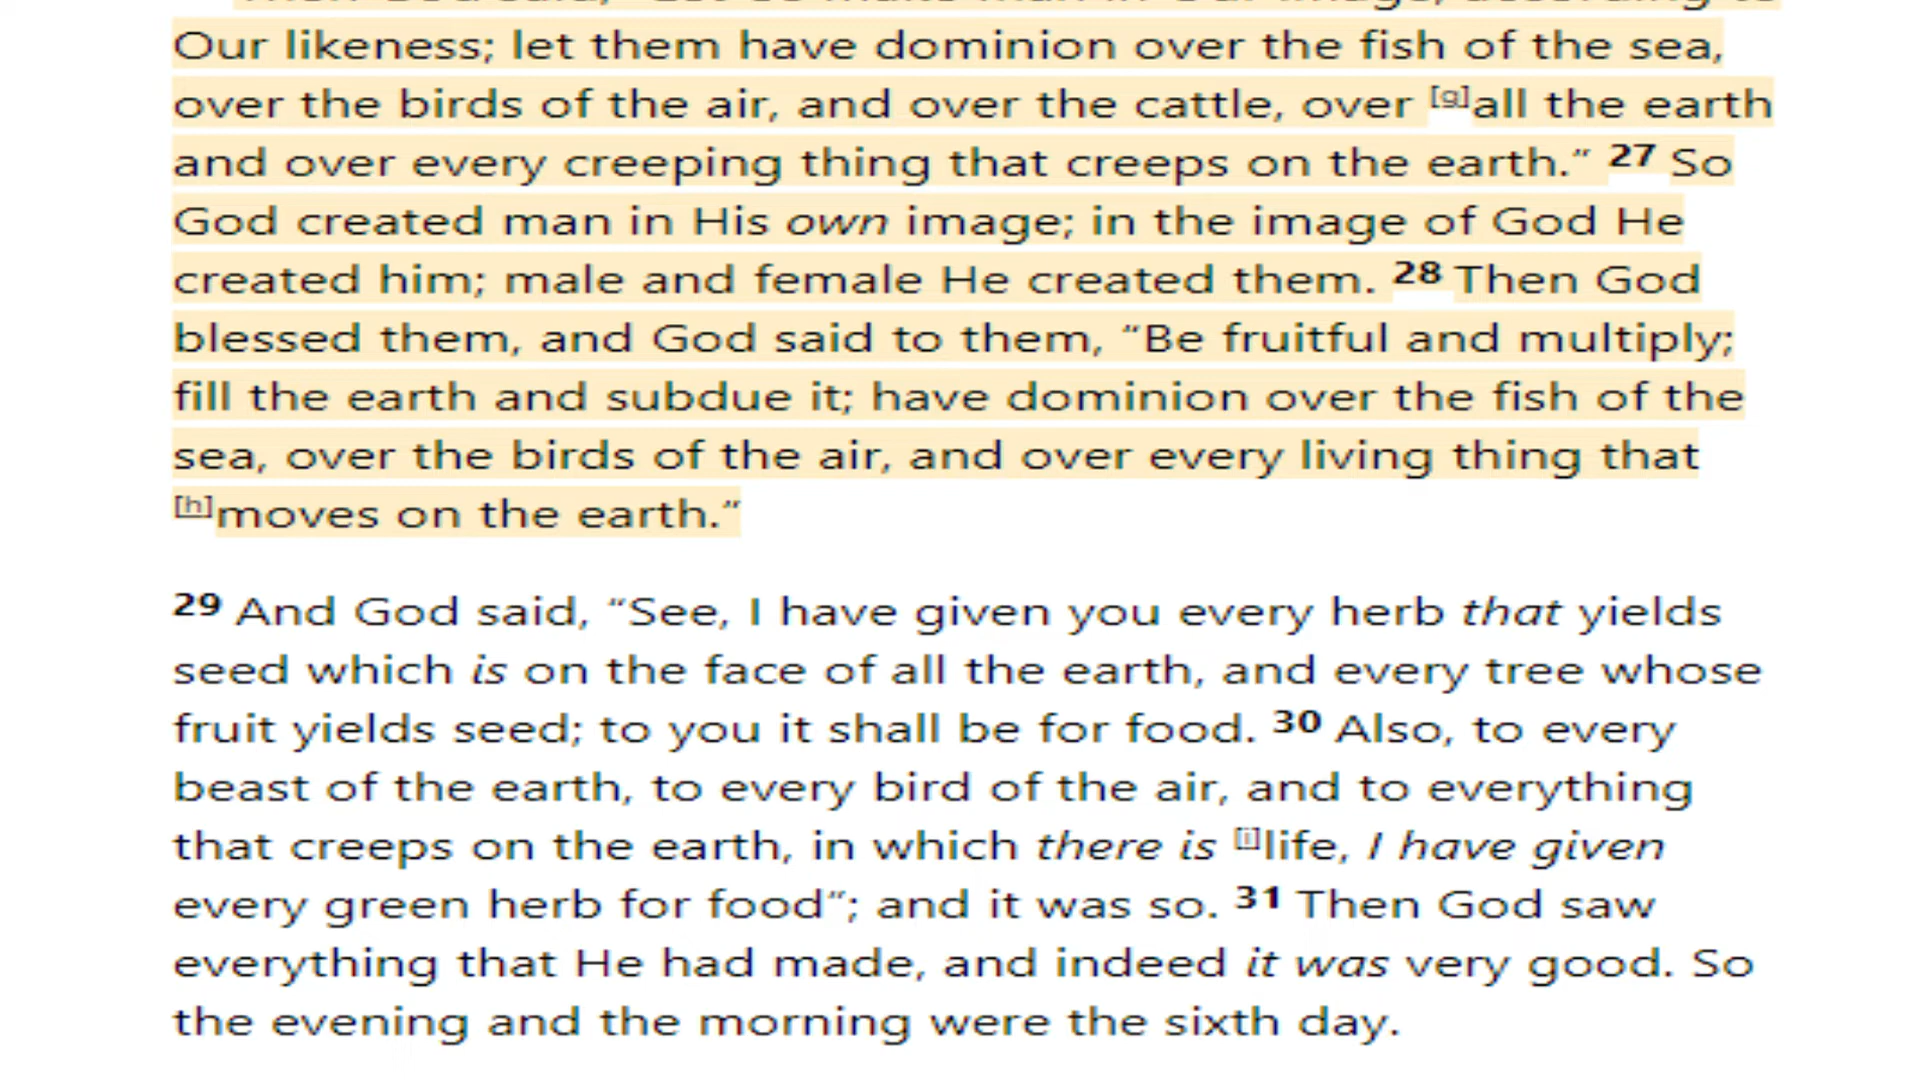 Our likeness; let them have dominion over the fish of the sea,
over the birds of the air, and over the cattle, over [g]all the earth
and over every creeping thing that creeps on the earth.” 27 So
God created man in His own image; in the image of God He
created him; male and female He created them. 28 Then God
blessed them, and God said to them, “Be fruitful and multiply;
fill the earth and subdue it; have dominion over the fish of the
sea, over the birds of the air, and over every living thing that
[h]moves on the earth.”
29 And God said, “See, I have given you every herb that yields
seed which is on the face of all the earth, and every tree whose
fruit yields seed; to you it shall be for food. 30 Also, to every
beast of the earth, to every bird of the air, and to everything
that creeps on the earth, in which there is [i]life, I have given
every green herb for food”; and it was so. 31 Then God saw
everything that He had made, and indeed it was very good. So
the evening and the morning were the sixth day.